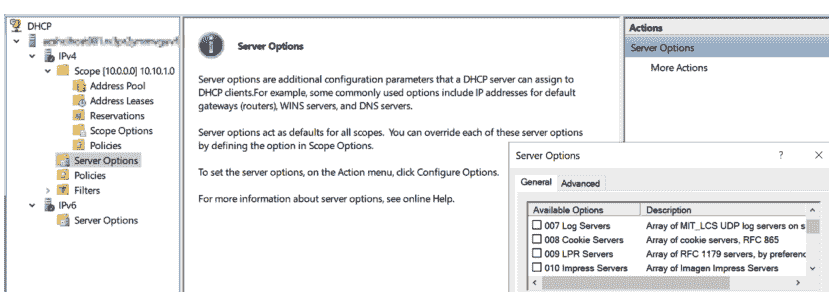 DHCP
IPv4
Scope [10.0.0.0] 10.10.1.0
Address Pool
Address Leases
Reservations
Scope Options
Policies
Server Options
Policies
Filters
IPv6
Server Options
Server Options
Server options are additional configuration parameters that a DHCP server can assign to
DHCP clients.For example, some commonly used options include IP addresses for default
gateways (routers), WINS servers, and DNS servers.
Server options act as defaults for all scopes. You can override each of these server options
by defining the option in Scope Options.
To set the server options, on the Action menu, click Configure Options.
For more information about server options, see online Help.
Actions
Server Options
More Actions
Server Options
? ×
General Advanced
Available Options Description
007 Log Servers Array of MIT_LCS UDP log servers on s
008 Cookie Servers Array of cookie servers, RFC 865
009 LPR Servers Array of RFC 1179 servers, by preferenc
010 Impress Servers Array of Imagen Impress Servers